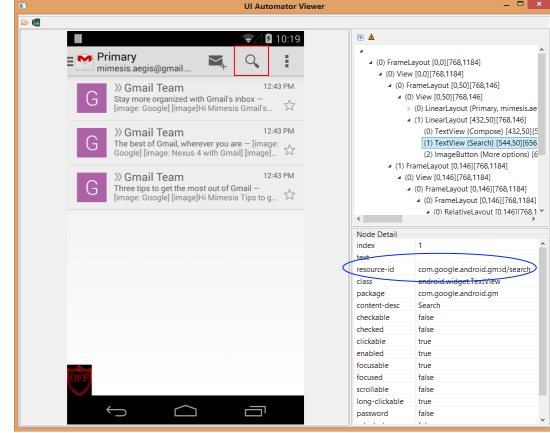 UI Automator Viewer
10:19
Primary
mimesis.aegis@gmail....
Gmail Team
12:43 PM
Stay more organized with Gmail's inbox —
[image: Google] [image]Hi Mimesis Gmail's...
Gmail Team
12:43 PM
The best of Gmail, wherever you are — [image:
Google] [image: Nexus 4 with Gmail] [image]...
Gmail Team
12:43 PM
Three tips to get the most out of Gmail —
[image: Google] [image]Hi Mimesis Tips to g...
G
G
G
OFF
(0) FrameLayout [0,0][768,1184]
(0) View [0,0][768,1184]
(0) FrameLayout [0,50][768,146]
(0) View [0,50][768,146]
(0) LinearLayout (Primary, mimesis.ae
(1) LinearLayout [432,50][768,146]
(0) TextView {Compose} [432,50][5
(1) TextView {Search} [544,50][656
(2) ImageButton {More options} [6
(1) FrameLayout [0,146][768,1184]
(0) View [0,146][768,1184]
(0) FrameLayout [0,146][768,1184]
(0) FrameLayout [0,146][768,1184]
(0) RelativeLayout [0,146][768,1
Node Detail
index 1
text
resource-id com.google.android.gm:id/search
class android.widget.TextView
package com.google.android.gm
content-desc Search
checkable false
checked false
clickable true
enabled true
focusable true
focused false
scrollable false
long-clickable true
password false